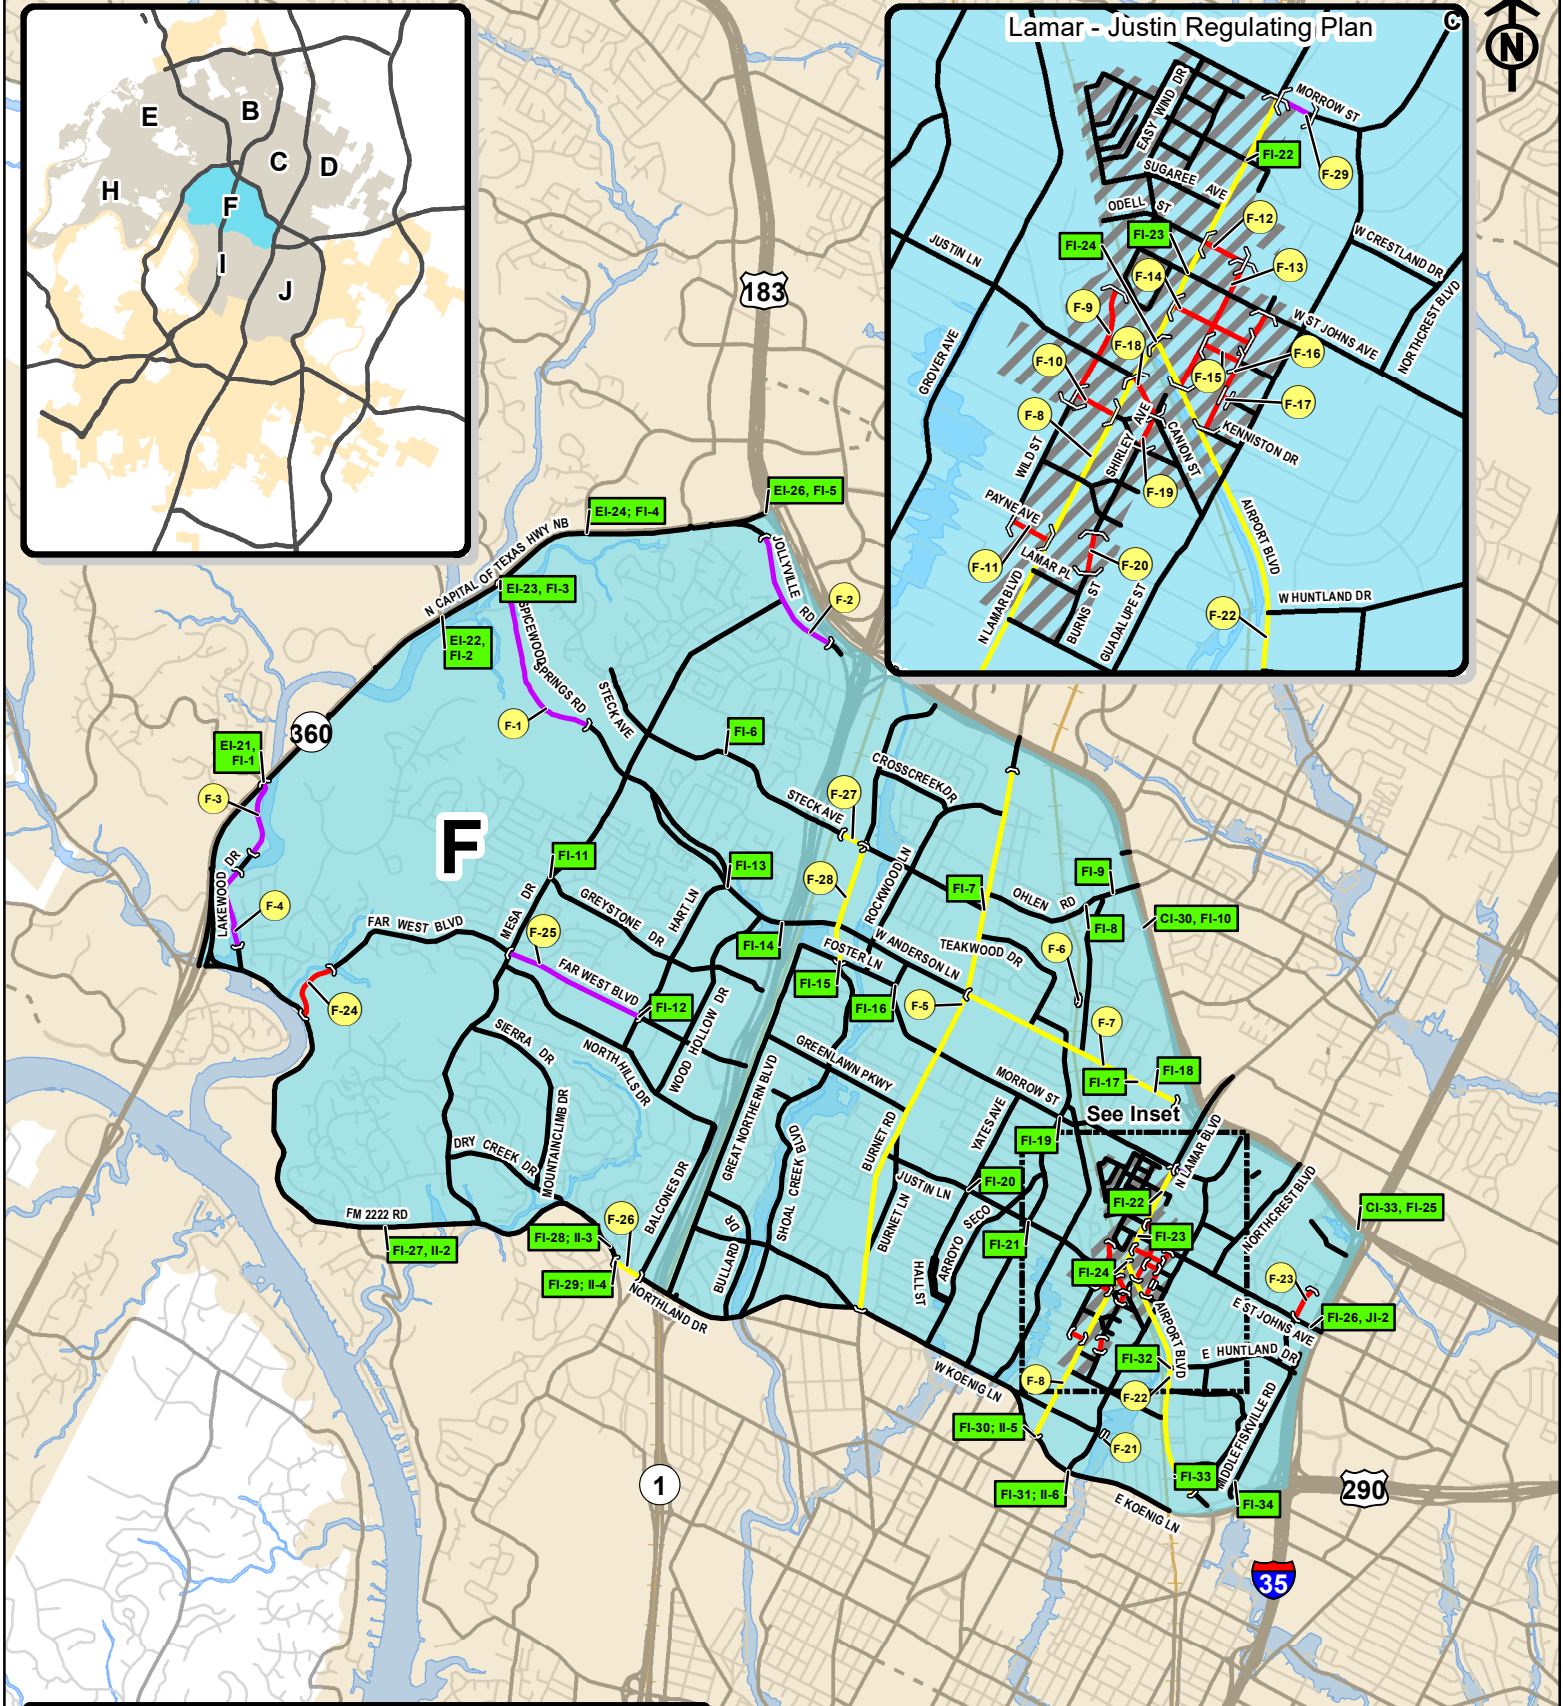 E
B
C
D
H
F
I
J
Lamar - Justin Regulating Plan
C
N
MORROW ST
EASY WIND DR
FI-22
F-29
SUGAREE AVE
ODELL ST
F-12
FI-23
FI-24
W CRESTLAND DR
JUSTIN LN
F-14
F-13
NORTHCREST BLVD
F-9
W ST JOHNS AVE
F-18
GROVER AVE
F-10
F-16
F-15
F-8
F-17
SHIRLEY AVE
CANION ST
KENNISTON DR
WILD ST
F-19
PAYNE AVE
AIRPORT BLVD
F-11
LAMAR PL
F-20
N LAMAR BLVD
BURNS ST
GUADALUPE ST
W HUNTLAND DR
F-22
183
EI-26, FI-5
EI-24; FI-4
N CAPITAL OF TEXAS HWY NB
JOLLYVILLE RD
EI-23, FI-3
F-2
EI-22,
FI-2
SPICEWOOD SPRINGS RD
STECK AVE
F-1
360
FI-6
EI-21,
FI-1
F-3
CROSSCREEK DR
F-27
STECK AVE
F
FI-11
FI-13
ROCKWOOD LN
F-28
FI-7
FI-9
OHLEN RD
LAKEWOOD DR
F-4
MESA DR
GREYSTONE DR
HART LN
FAR WEST BLVD
F-25
CI-30, FI-10
FI-8
FI-14
FOSTER LN
W ANDERSON LN
TEAKWOOD DR
F-6
FAR WEST BLVD
FI-15
FI-16
F-5
F-24
FI-12
WOOD HOLLOW DR
F-7
SIERRA DR
NORTH HILLS DR
GREENLAWN PKWY
MORROW ST
FI-17
FI-18
See Inset
GREAT NORTHERN BLVD
YATES AVE
FI-19
N LAMAR BLVD
DRY CREEK DR
MOUNTAINCLIMB DR
SHOAL CREEK BLVD
BURNET RD
JUSTIN LN
FI-20
FI-22
NORTHCREST BLVD
CI-33, FI-25
FM 2222 RD
F-26
BALCONES DR
BURNET LN
ARROYO SECO
FI-21
FI-23
FI-28; II-3
FI-27, II-2
FI-24
BULLARD DR
HALL ST
F-23
FI-29; II-4
NORTHLAND DR
AIRPORT BLVD
E ST JOHNS AVE
FI-26, JI-2
FI-32
E HUNTLAND DR
W KOENIG LN
F-8
F-22
MIDDLE FISKVILLE RD
FI-30; II-5
F-21
FI-33
1
FI-31; II-6
E KOENIG LN
FI-34
290
35